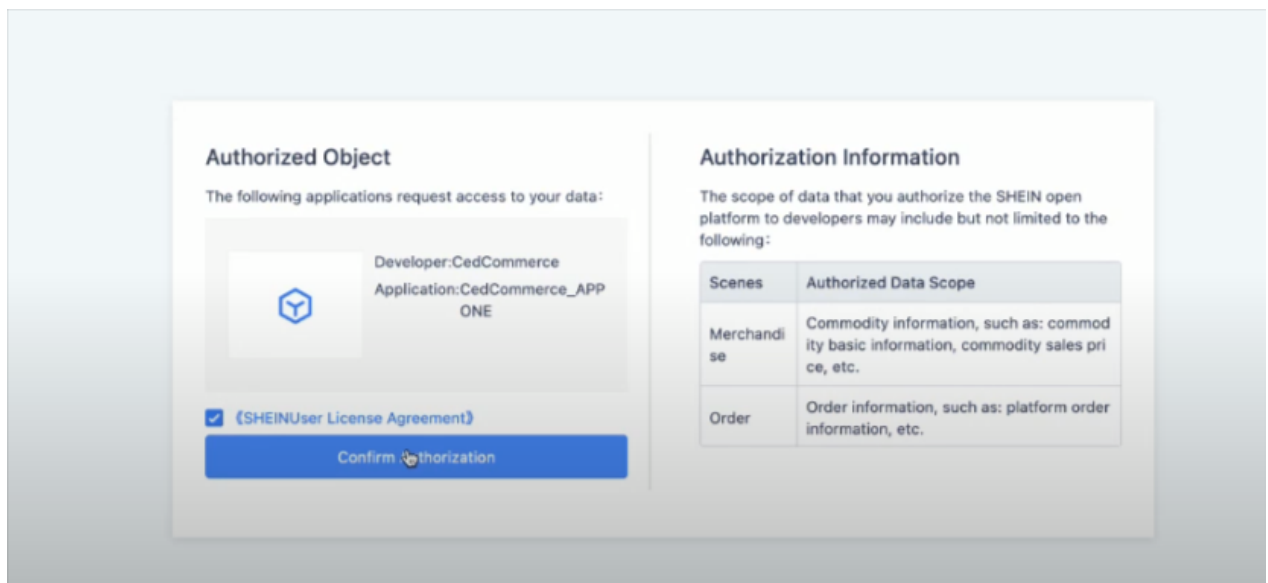 Authorized Object
The following applications request access to your data:
Developer:CedCommerce
Application:CedCommerce_APP
ONE
《SHEINUser License Agreement》
Confirm Authorization
Authorization Information
The scope of data that you authorize the SHEIN open
platform to developers may include but not limited to the
following:
Scenes
Authorized Data Scope
Merchandi
se
Commodity information, such as: commod
ity basic information, commodity sales pri
ce, etc.
Order
Order information, such as: platform order
information, etc.